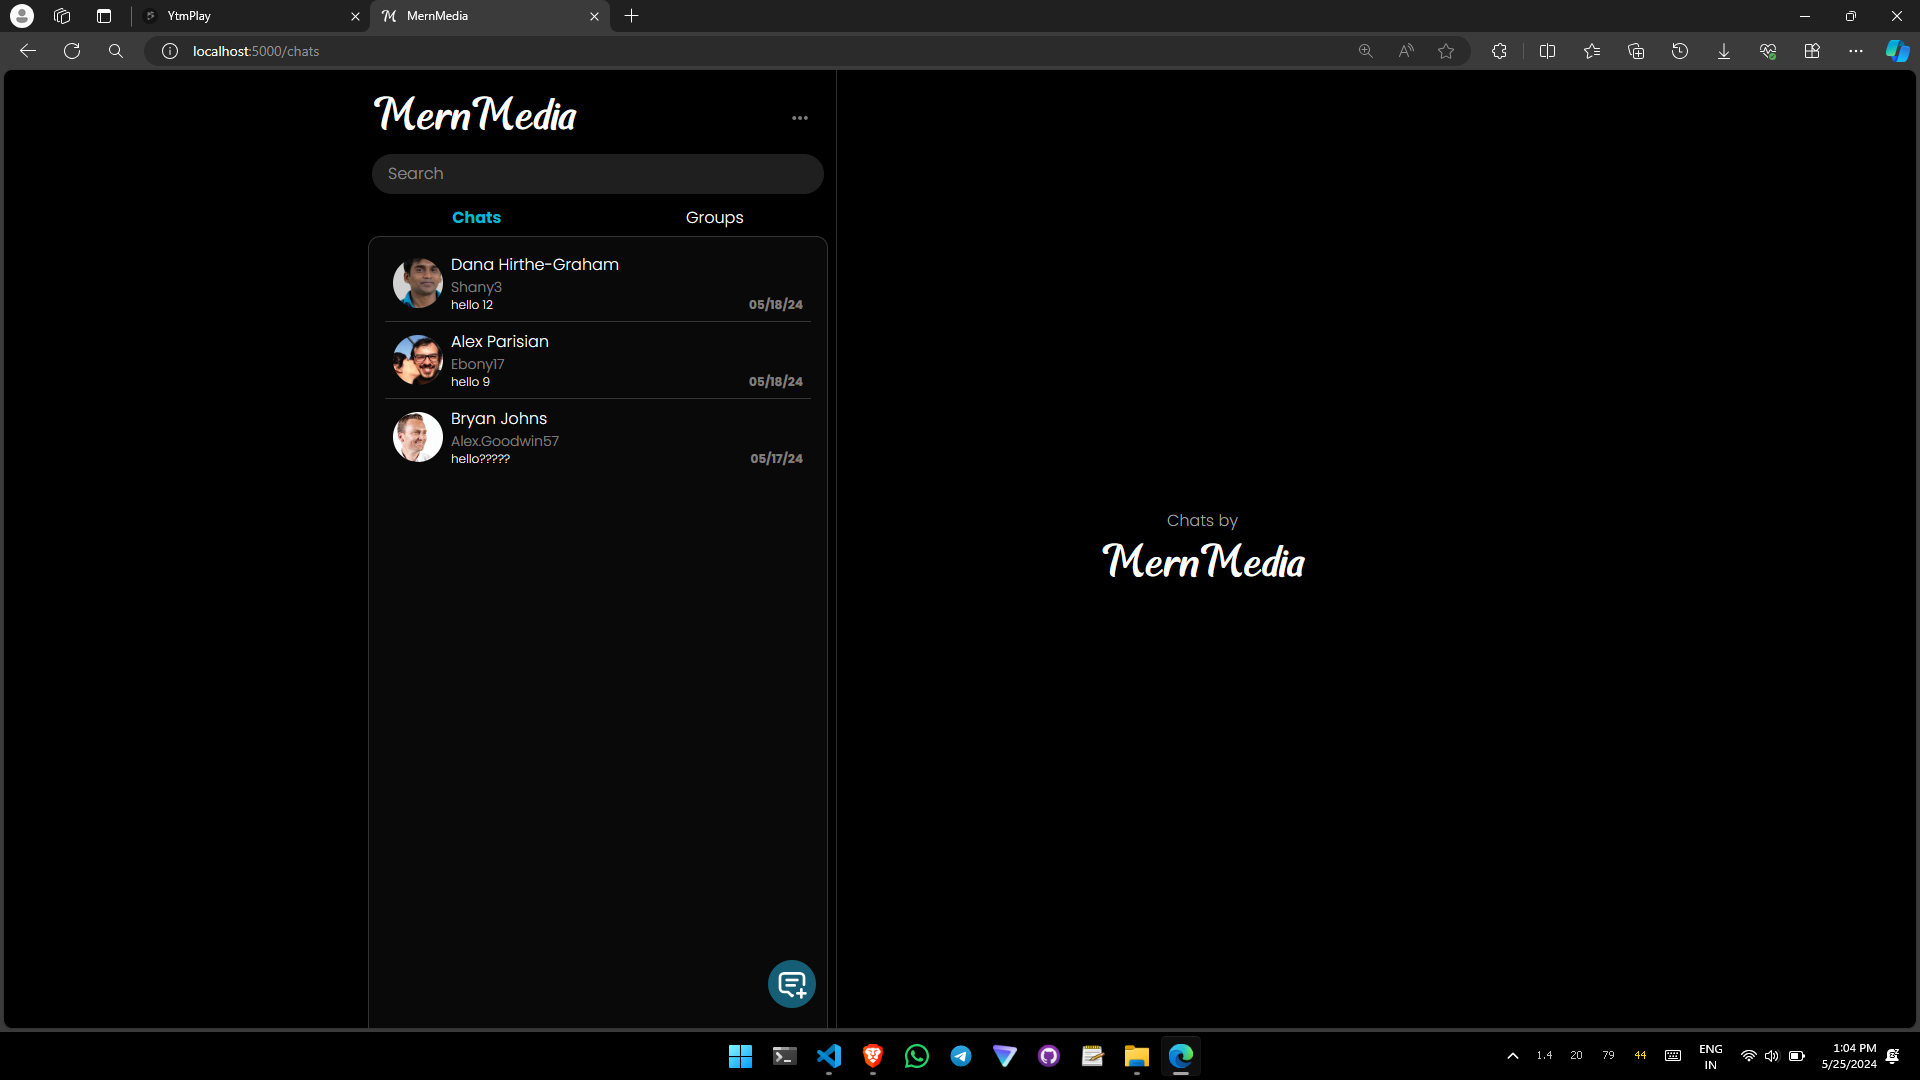 YtmPlay
MernMedia
localhost:5000/chats
MernMedia
Search
Chats
Groups
Dana Hirthe-Graham
Shany3
hello 12
05/18/24
Alex Parisian
Ebony17
hello 9
05/18/24
Bryan Johns
Alex.Goodwin57
hello?????
05/17/24
Chats by
MernMedia
1.4
20
79
44
ENG
IN
1:04 PM
5/25/2024